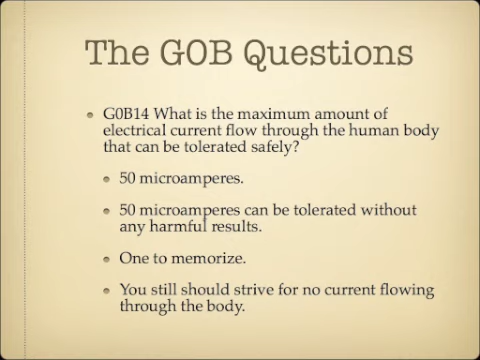 The G0B Questions
G0B14 What is the maximum amount of
electrical current flow through the human body
that can be tolerated safely?
50 microamperes.
50 microamperes can be tolerated without
any harmful results.
One to memorize.
You still should strive for no current flowing
through the body.